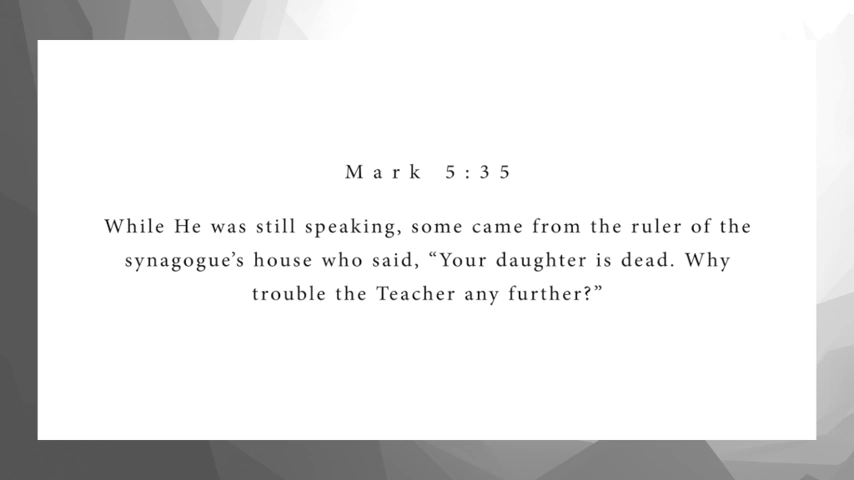 Mark 5:35
While He was still speaking, some came from the ruler of the
synagogue’s house who said, “Your daughter is dead. Why
trouble the Teacher any further?”